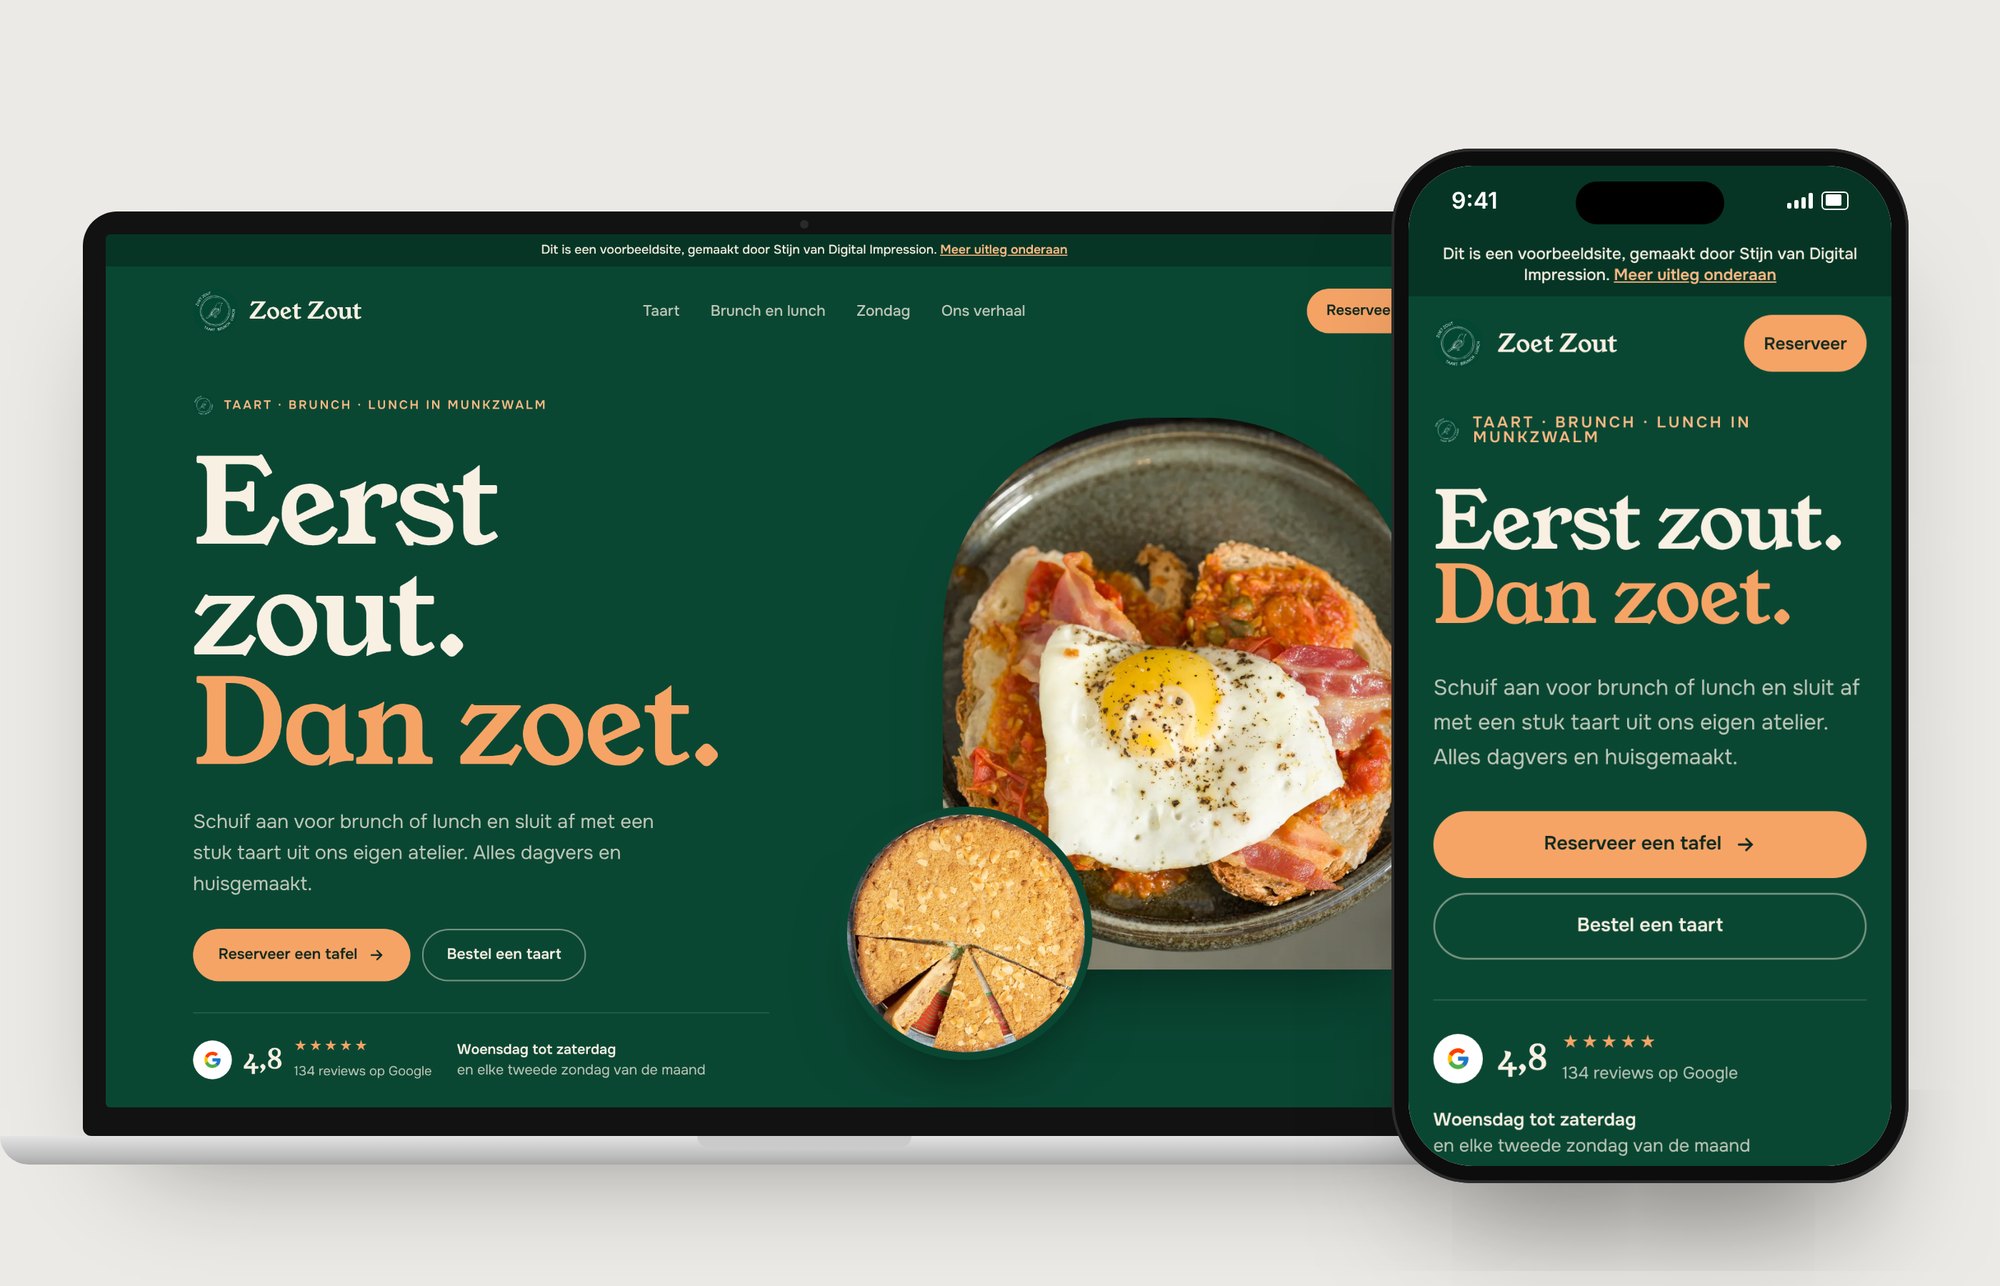 Dit is een voorbeeldsite, gemaakt door Stijn van Digital Impression. Meer uitleg onderaan
Zoet Zout
Taart
Brunch en lunch
Zondag
Ons verhaal
TAART · BRUNCH · LUNCH IN MUNKZWALM
Eerst
zout.
Dan zoet.
Schuif aan voor brunch of lunch en sluit af met een
stuk taart uit ons eigen atelier. Alles dagvers en
huisgemaakt.
Reserveer een tafel →
Bestel een taart
G
4,8
★★★★★
134 reviews op Google
Woensdag tot zaterdag
en elke tweede zondag van de maand
9:41
Dit is een voorbeeldsite, gemaakt door Stijn van Digital
Impression. Meer uitleg onderaan
Zoet Zout
Reserveer
TAART · BRUNCH · LUNCH IN
MUNKZWALM
Eerst zout.
Dan zoet.
Schuif aan voor brunch of lunch en sluit af
met een stuk taart uit ons eigen atelier.
Alles dagvers en huisgemaakt.
Reserveer een tafel →
Bestel een taart
G
4,8
★★★★★
134 reviews op Google
Woensdag tot zaterdag
en elke tweede zondag van de maand